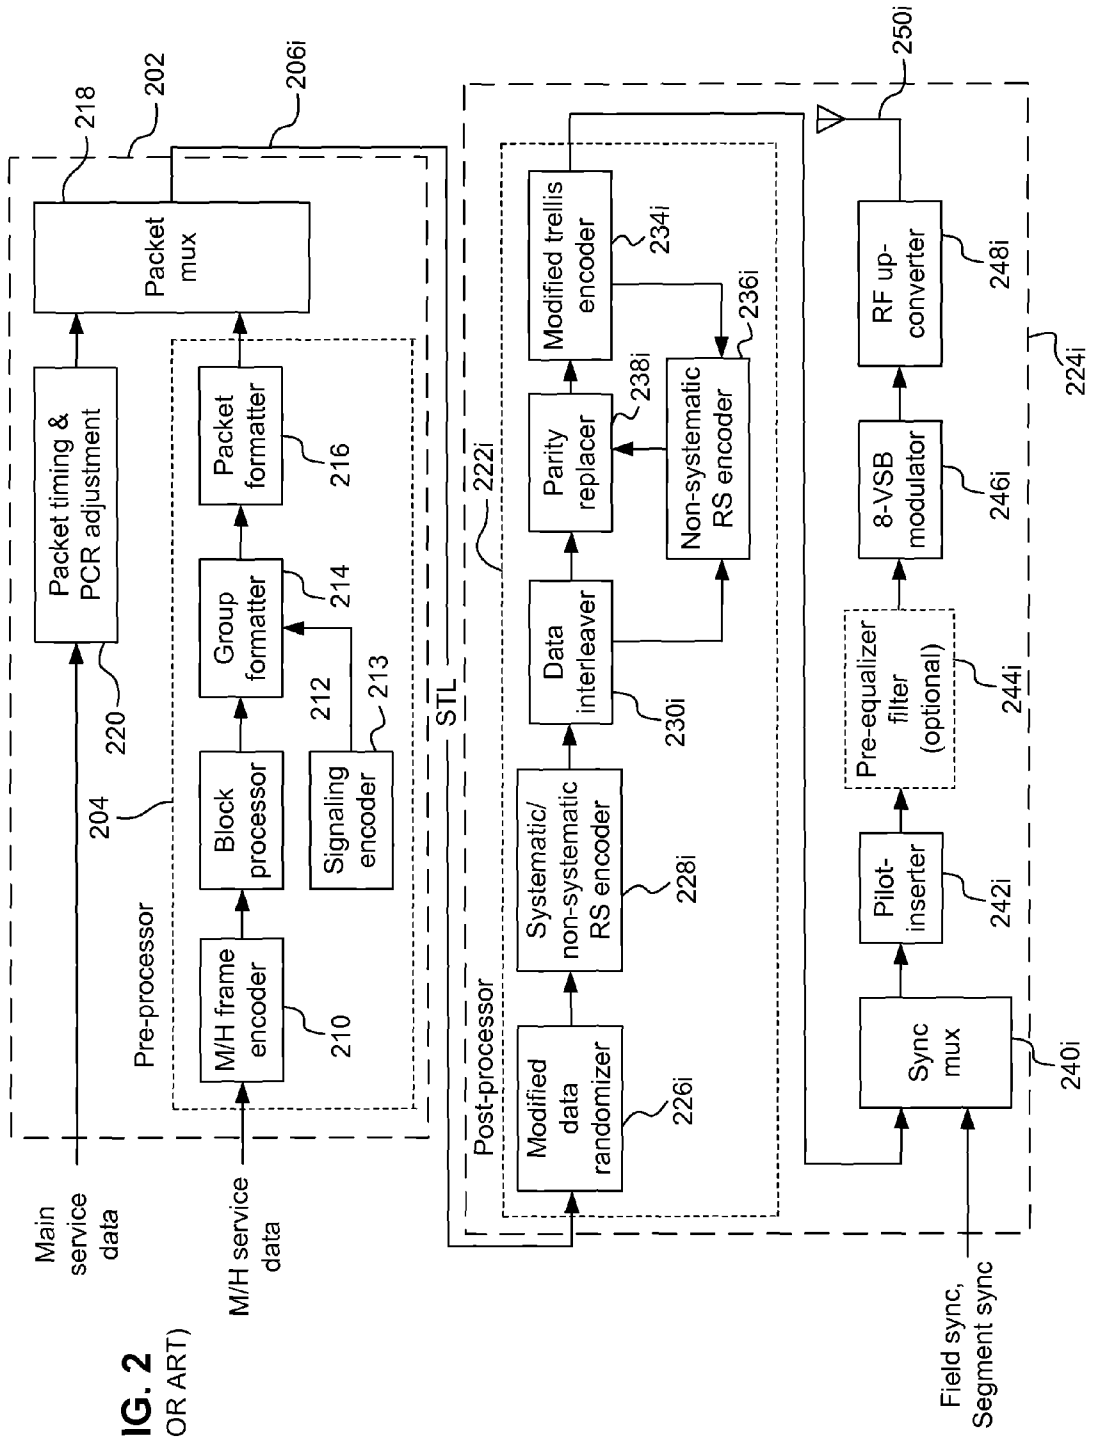 IG. 2
OR ART)
Main
service
data
M/H service
data
Pre-processor
204
220
Packet timing &
PCR adjustment
218
202
206i
Packet
mux
M/H frame
encoder
210
Block
processor
Signaling
encoder
213
212
Group
formatter
214
Packet
formatter
216
STL
Post-processor
222i
Modified
data
randomizer
226i
Systematic/
non-systematic
RS encoder
228i
Data
interleaver
230i
Parity
replacer
238i
Modified trellis
encoder
234i
Non-systematic
RS encoder
236i
Field sync,
Segment sync
Sync
mux
240i
Pilot-
inserter
242i
Pre-equalizer
filter
(optional)
244i
8-VSB
modulator
246i
RF up-
converter
248i
250i
224i